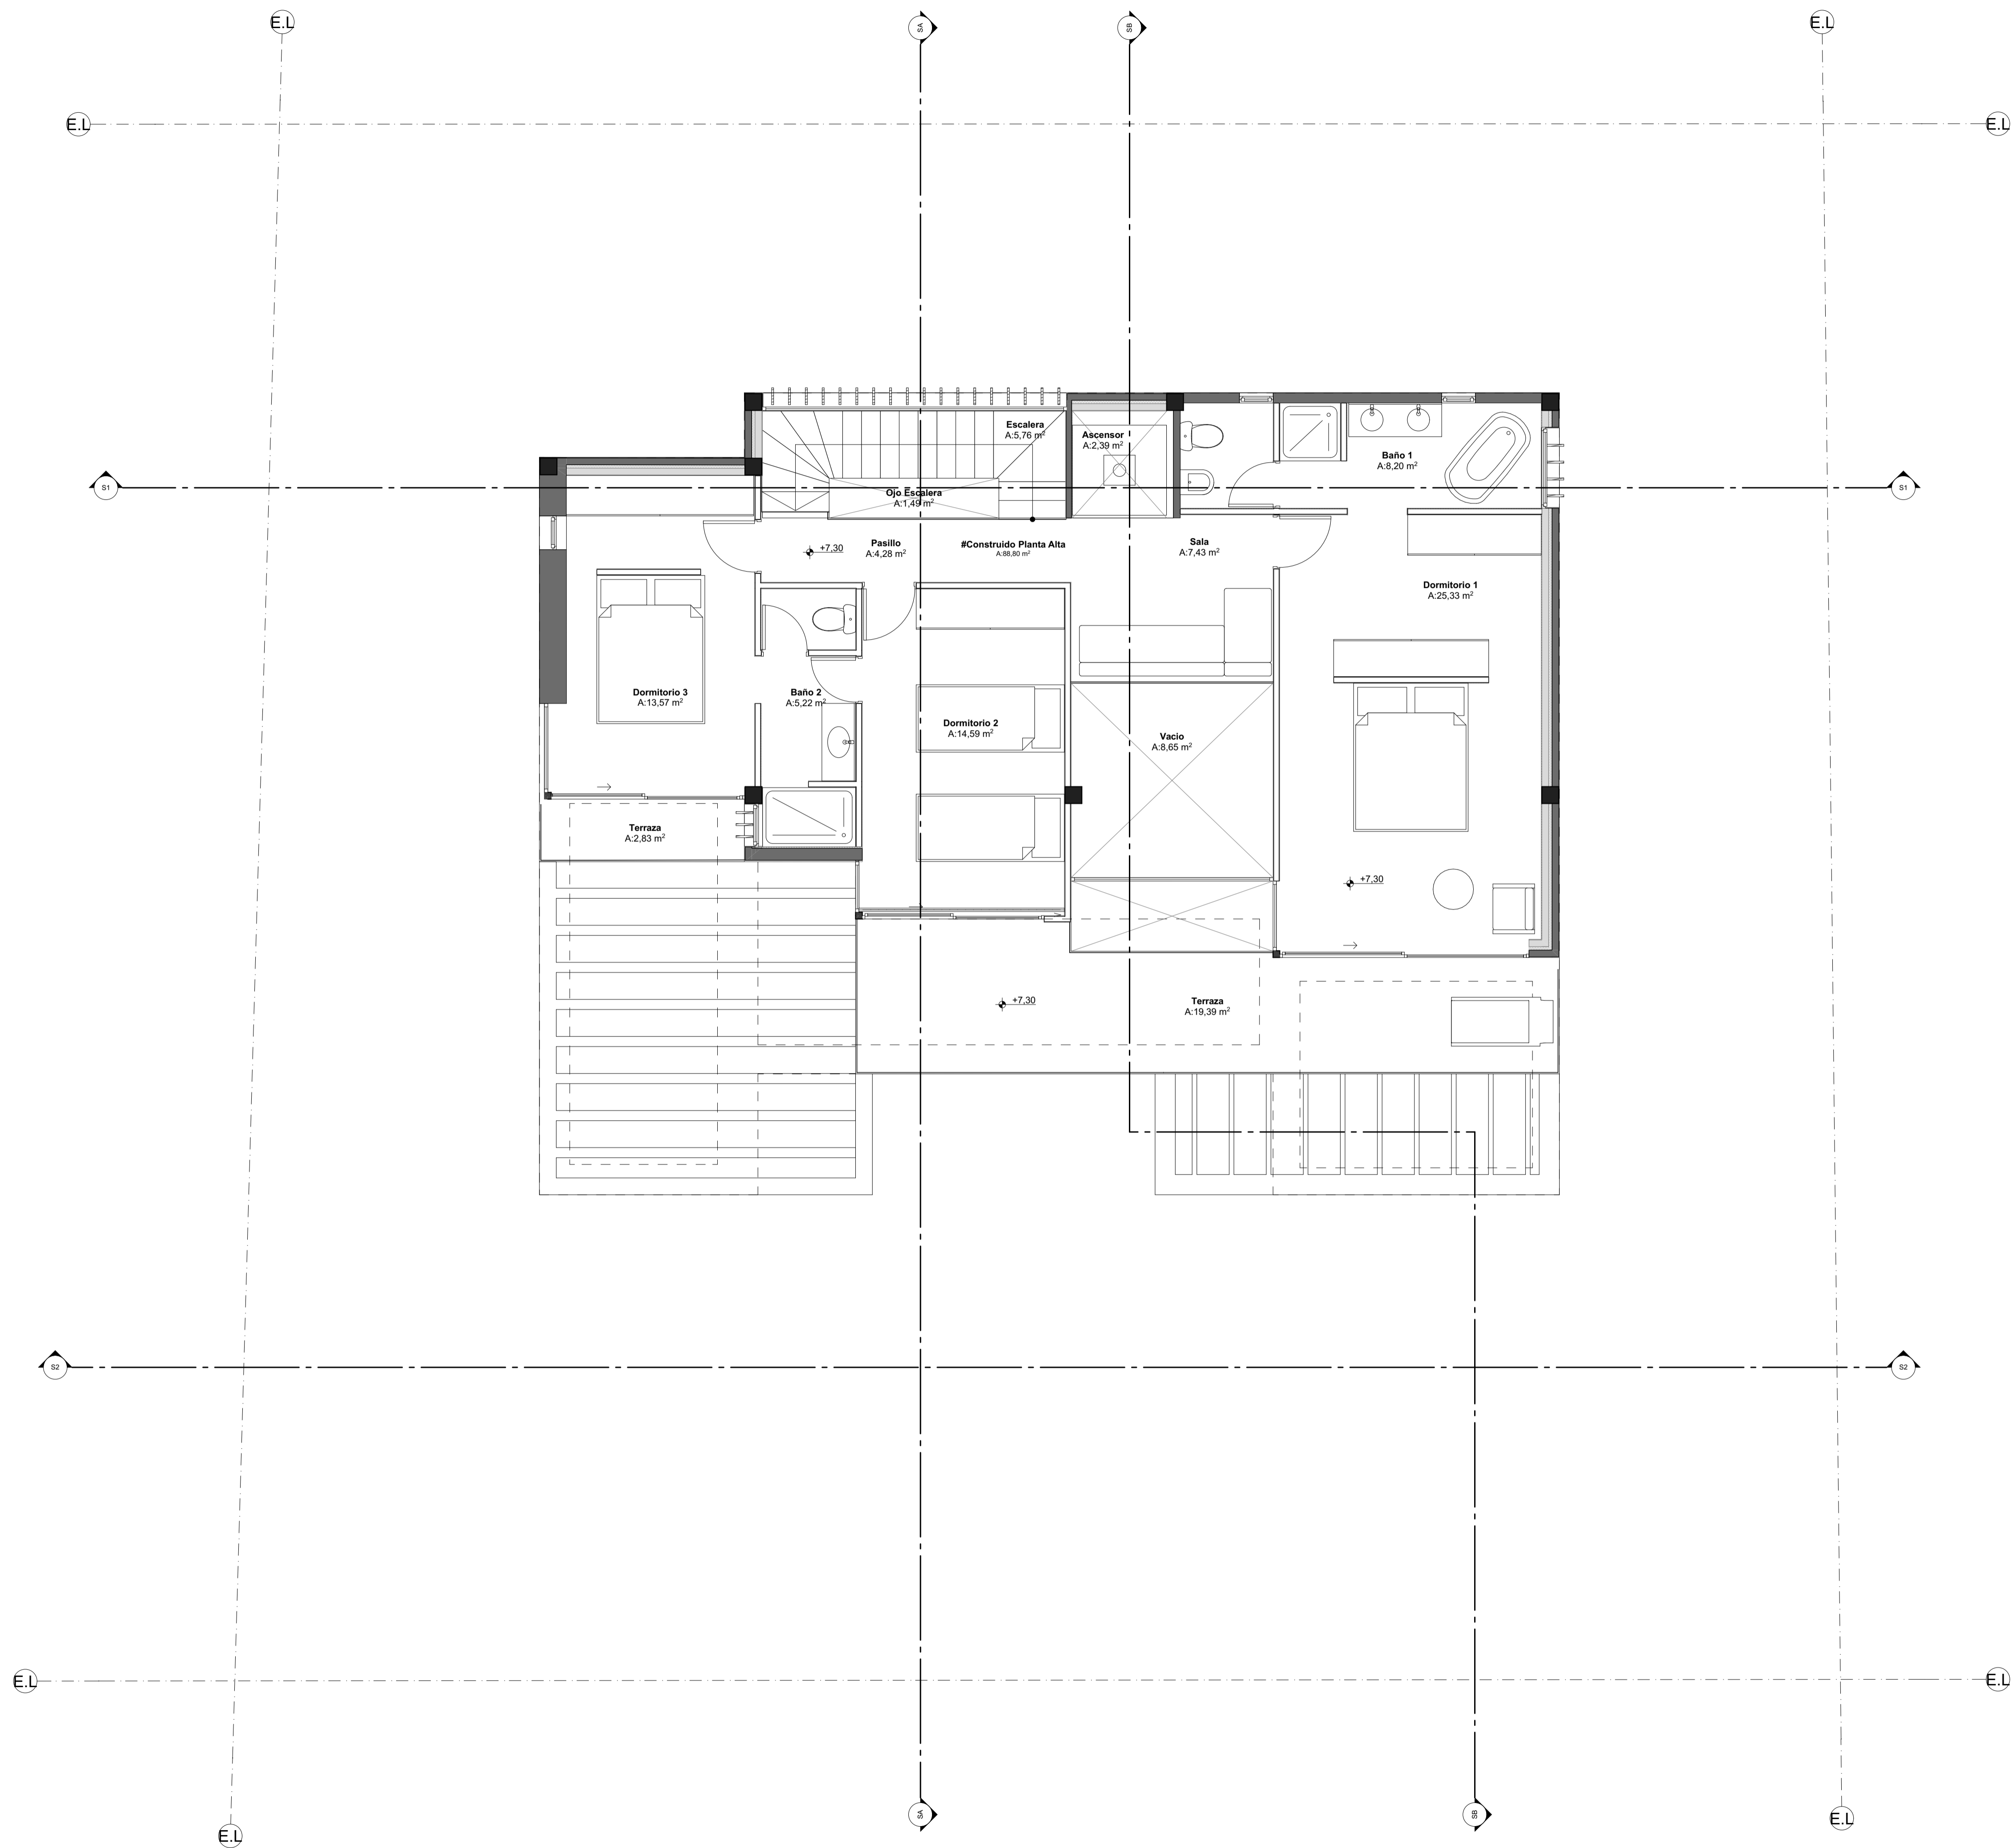 E.L
SA
SB
E.L
E.L
E.L
Escalera
A:5,76 m²
Ascensor
A:2,39 m²
Baño 1
A:8,20 m²
S1
Ojo Escalera
A:1,49 m²
S1
Pasillo
A:4,28 m²
+7,30
#Construido Planta Alta
A:88,80 m²
Sala
A:7,43 m²
Dormitorio 1
A:25,33 m²
Dormitorio 3
A:13,57 m²
Baño 2
A:5,22 m²
Dormitorio 2
A:14,59 m²
Vacio
A:8,65 m²
Terraza
A:2,83 m²
+7,30
+7,30
Terraza
A:19,39 m²
S2
S2
E.L
E.L
SA
SB
E.L
E.L